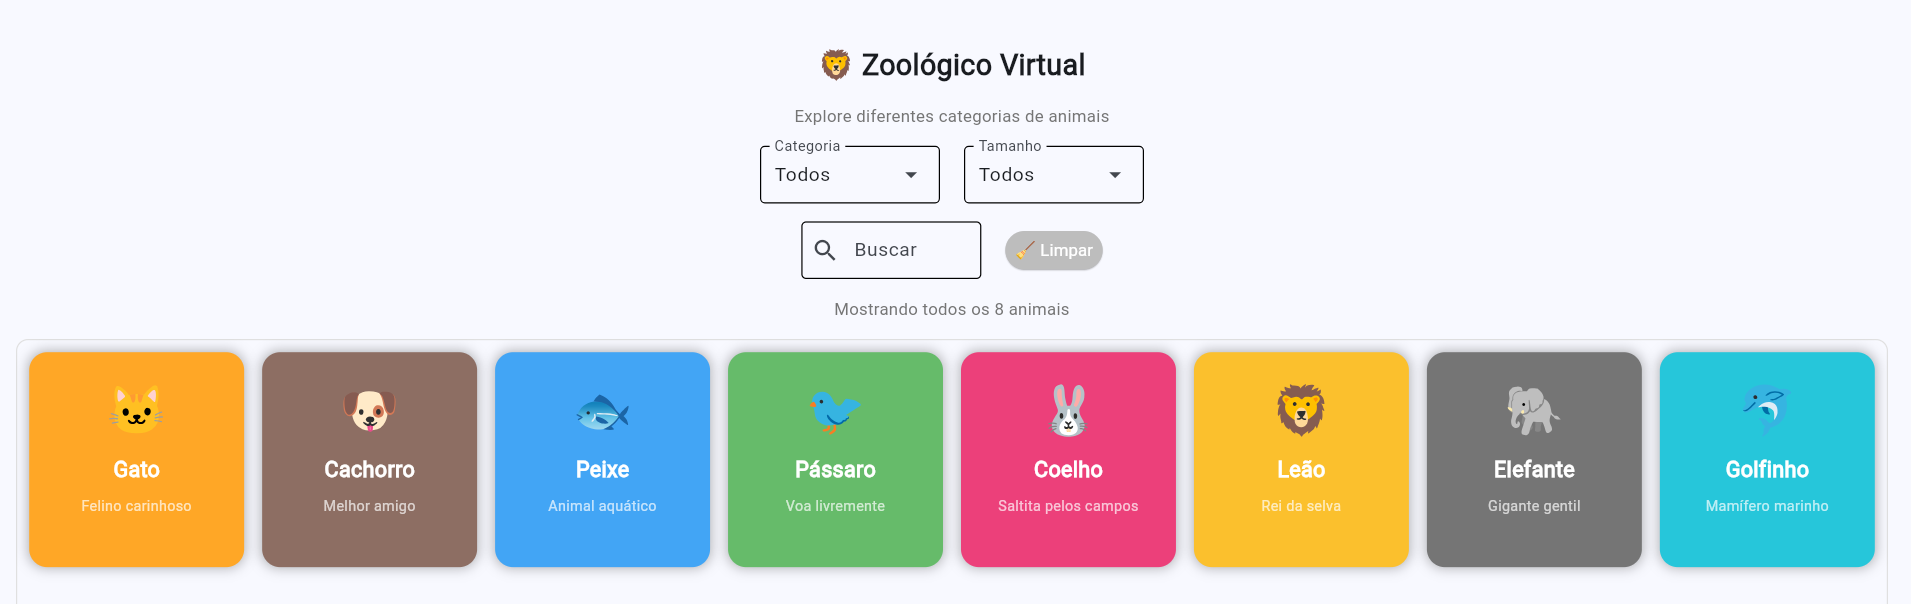 Zoológico Virtual
Explore diferentes categorias de animais
Categoria
Todos
Tamanho
Todos
Buscar
Limpar
Mostrando todos os 8 animais
Gato
Felino carinhoso
Cachorro
Melhor amigo
Peixe
Animal aquático
Pássaro
Voa livremente
Coelho
Saltita pelos campos
Leão
Rei da selva
Elefante
Gigante gentil
Golfinho
Mamífero marinho